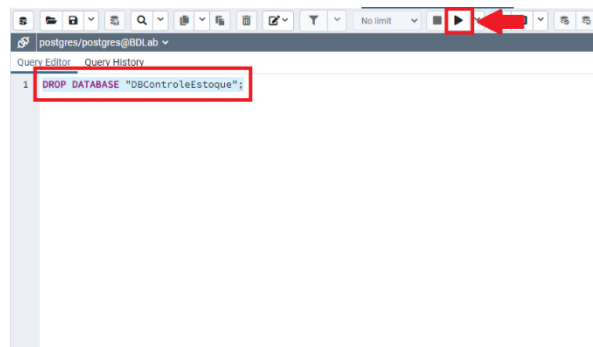 No limit
postgres/postgres@BDLab
Query Editor Query History
1 DROP DATABASE "DBControleEstoque";